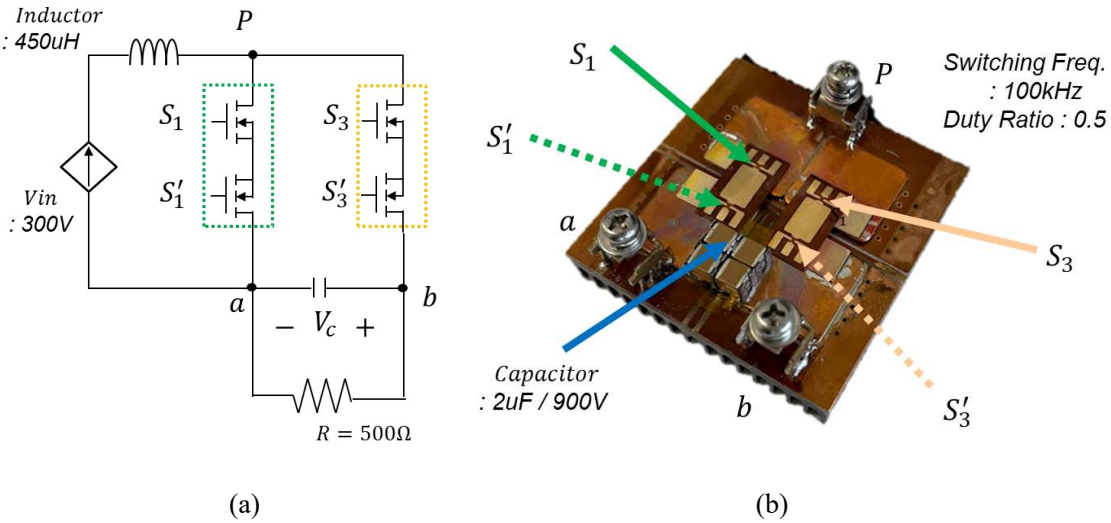 Inductor
: 450uH
P
S₁
S₃
S₁′
S₃′
Vin
: 300V
a
b
− V꜀ +
R = 500Ω
(a)
S₁
P
Switching Freq.
: 100kHz
Duty Ratio : 0.5
S₁′
a
S₁
S₃
Capacitor
: 2uF / 900V
b
S₃′
(b)